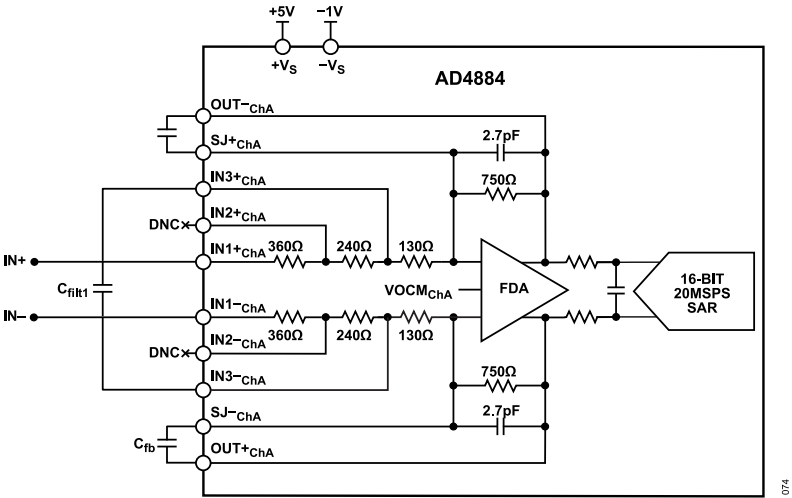 +5V
−1V
+VS
−VS
AD4884
OUT−ChA
SJ+ChA
2.7pF
IN3+ChA
750Ω
DNC
IN2+ChA
IN+
IN1+ChA
360Ω
240Ω
130Ω
Cfilt1
VOCMChA
FDA
16-BIT
20MSPS
SAR
IN−
IN1−ChA
360Ω
240Ω
130Ω
DNC
IN2−ChA
IN3−ChA
750Ω
SJ−ChA
2.7pF
Cfb
OUT+ChA
074